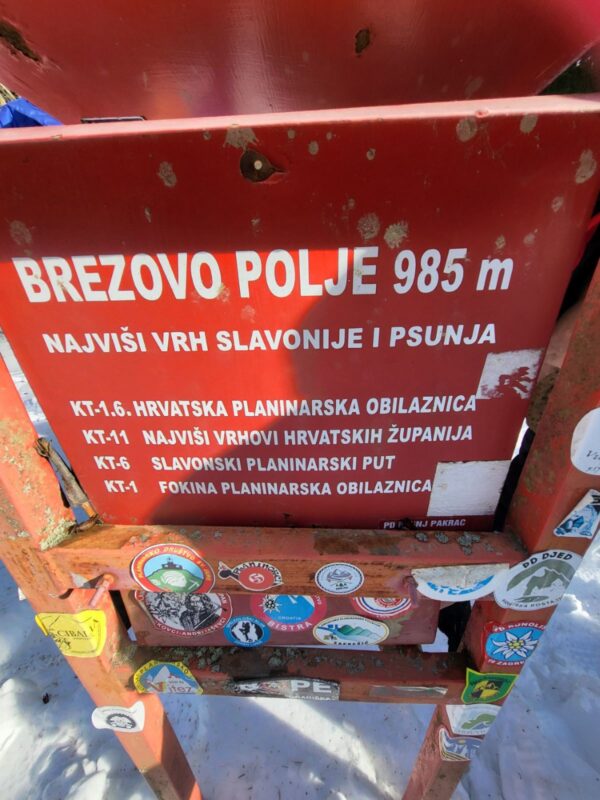 BREZOVO POLJE 985 m
NAJVIŠI VRH SLAVONIJE I PSUNJA
KT-1.6. HRVATSKA PLANINARSKA OBILAZNICA
KT-11 NAJVIŠI VRHOVI HRVATSKIH ŽUPANIJA
KT-6 SLAVONSKI PLANINARSKI PUT
KT-1 FOKINA PLANINARSKA OBILAZNICA
PD PSUNJ PAKRAC
PD DJED
CROATIA
BISTRA